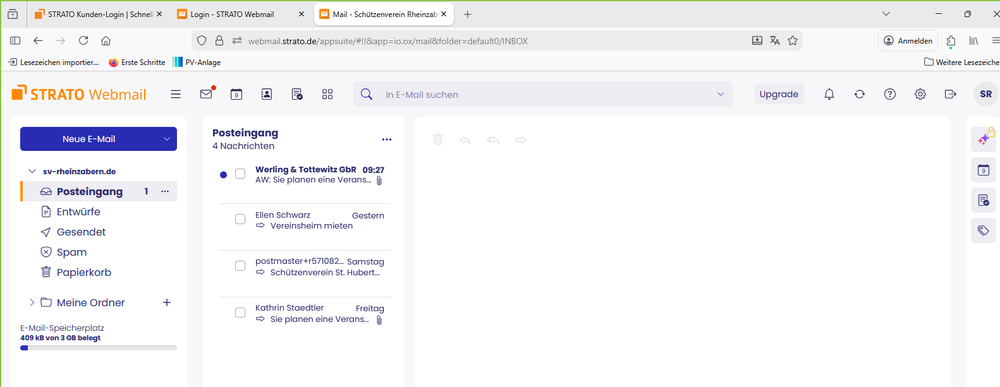 STRATO Kunden-Login | Schnell
Login - STRATO Webmail
Mail - Schützenverein Rheinzab
webmail.strato.de/appsuite/#!!&app=io.ox/mail&folder=default0/INBOX
Anmelden
Lesezeichen importier...
Erste Schritte
PV-Anlage
Weitere Lesezeiche
STRATO Webmail
9
In E-Mail suchen
Upgrade
SR
Neue E-Mail
sv-rheinzabern.de
Posteingang 1 ...
Entwürfe
Gesendet
Spam
Papierkorb
Meine Ordner
E-Mail-Speicherplatz
409 kB von 3 GB belegt
Posteingang
4 Nachrichten
Werling & Tottewitz GbR 09:27
AW: Sie planen eine Verans...
Ellen Schwarz Gestern
Vereinsheim mieten
postmaster+r571082... Samstag
Schützenverein St. Hubert...
Kathrin Staedtler Freitag
Sie planen eine Verans...
9